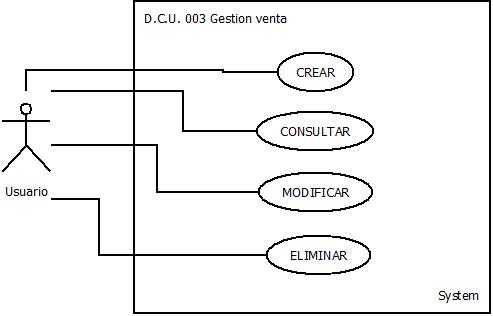 D.C.U. 003 Gestion venta
CREAR
CONSULTAR
MODIFICAR
Usuario
ELIMINAR
System